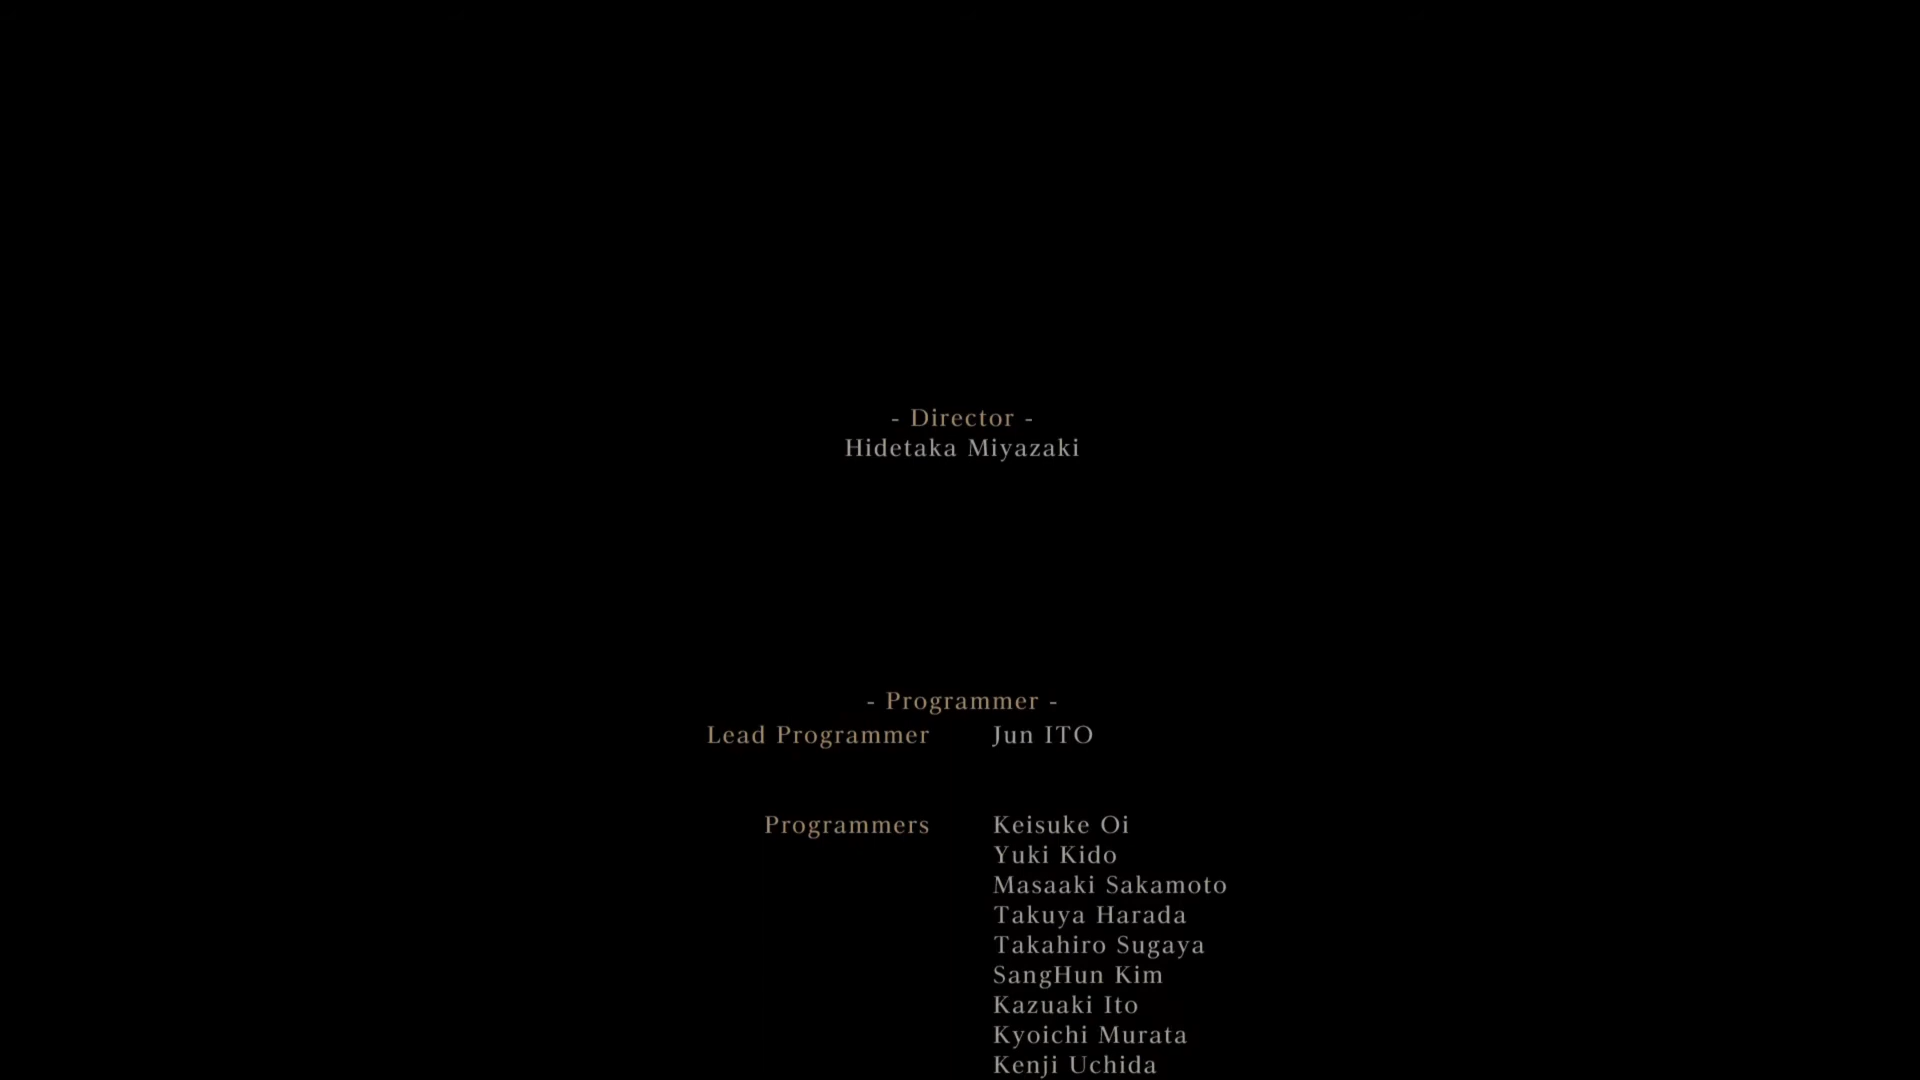 - Director -
Hidetaka Miyazaki
- Programmer -
Lead Programmer Jun ITO
Programmers Keisuke Oi
Yuki Kido
Masaaki Sakamoto
Takuya Harada
Takahiro Sugaya
SangHun Kim
Kazuaki Ito
Kyoichi Murata
Kenji Uchida